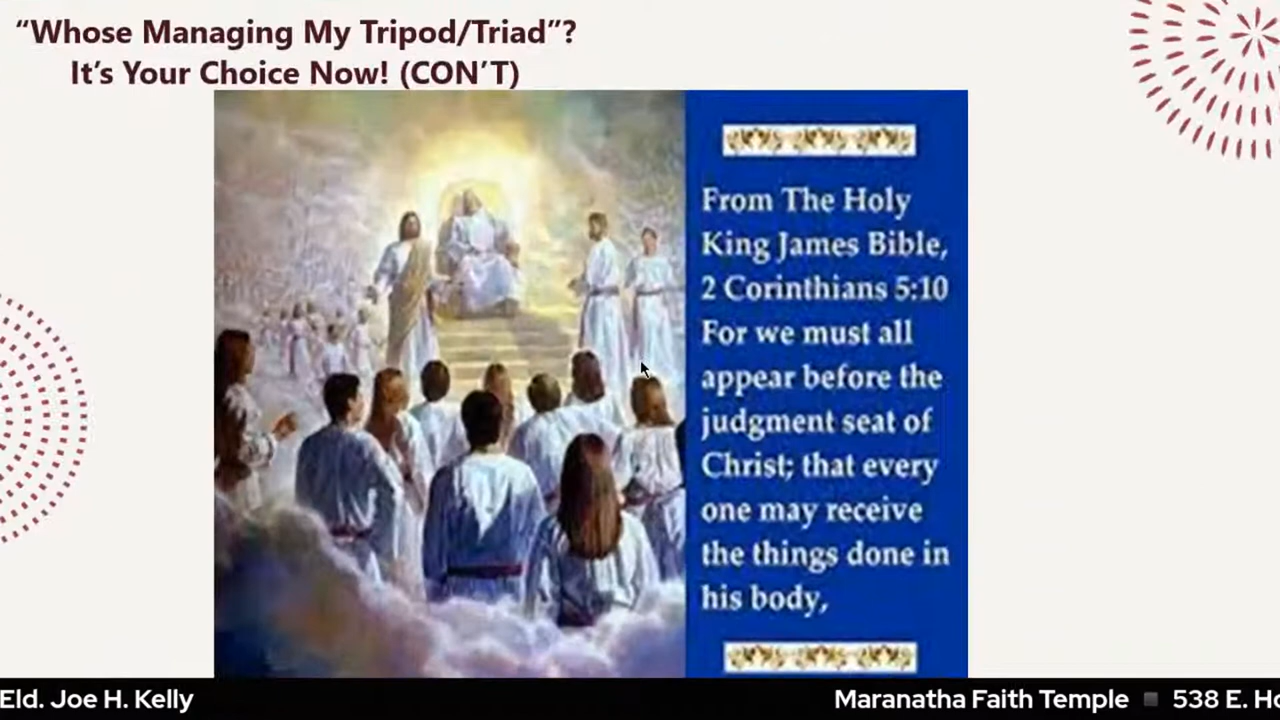 “Whose Managing My Tripod/Triad”?
It’s Your Choice Now! (CON’T)
From The Holy
King James Bible,
2 Corinthians 5:10
For we must all
appear before the
judgment seat of
Christ; that every
one may receive
the things done in
his body,
Eld. Joe H. Kelly
Maranatha Faith Temple ▪ 538 E.